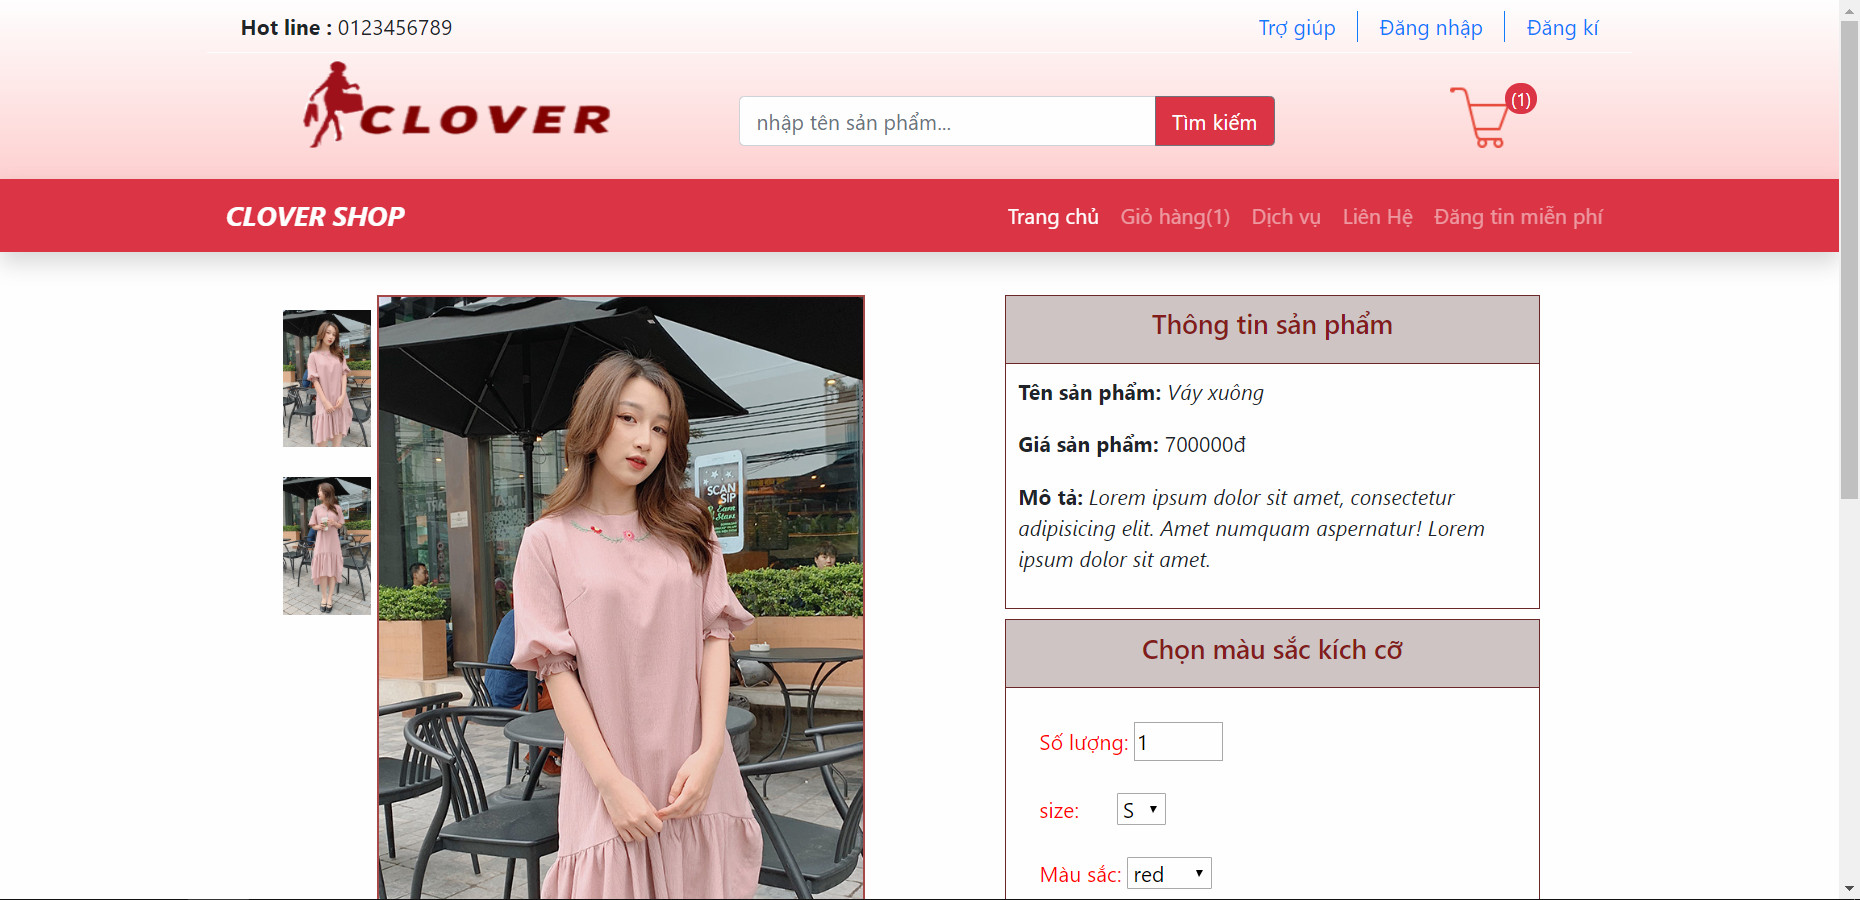 Hot line : 0123456789
Trợ giúp Đăng nhập Đăng kí
CLOVER
nhập tên sản phẩm... Tìm kiếm
(1)
CLOVER SHOP
Trang chủ Giỏ hàng(1) Dịch vụ Liên Hệ Đăng tin miễn phí
SCAN
SIP
& Earn
Stars
Thông tin sản phẩm
Tên sản phẩm: Váy xuông
Giá sản phẩm: 700000đ
Mô tả: Lorem ipsum dolor sit amet, consectetur
adipisicing elit. Amet numquam aspernatur! Lorem
ipsum dolor sit amet.
Chọn màu sắc kích cỡ
Số lượng: 1
size: S
Màu sắc: red